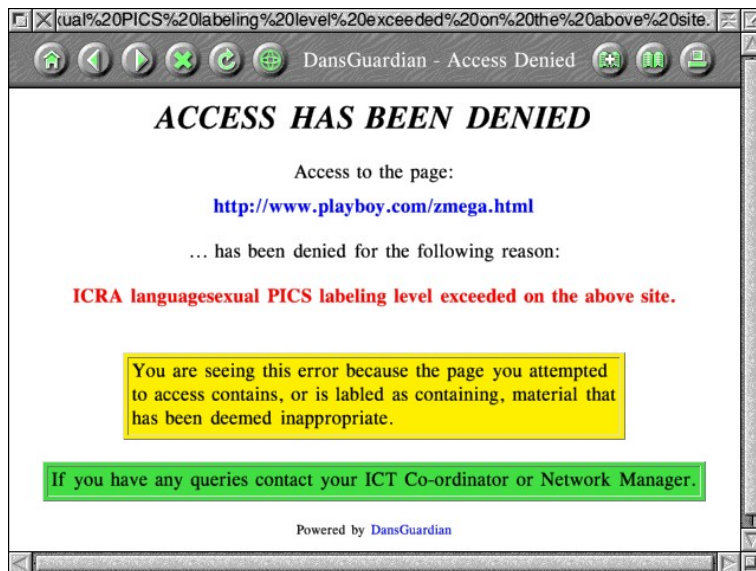 xual%20PICS%20labeling%20level%20exceeded%20on%20the%20above%20site.
DansGuardian - Access Denied
ACCESS HAS BEEN DENIED
Access to the page:
http://www.playboy.com/zmega.html
... has been denied for the following reason:
ICRA languagesexual PICS labeling level exceeded on the above site.
You are seeing this error because the page you attempted
to access contains, or is labled as containing, material that
has been deemed inappropriate.
If you have any queries contact your ICT Co-ordinator or Network Manager.
Powered by DansGuardian